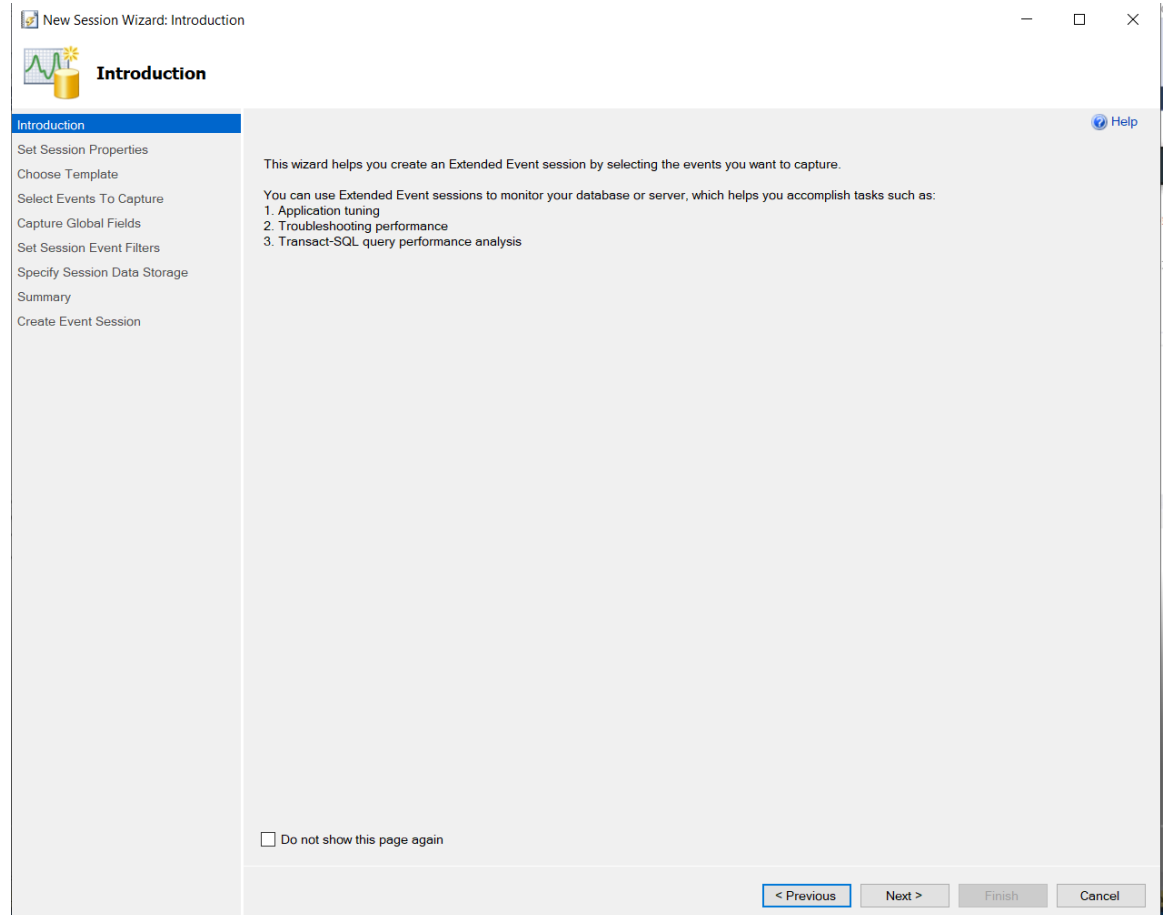 New Session Wizard: Introduction
Introduction
Introduction
Set Session Properties
Choose Template
Select Events To Capture
Capture Global Fields
Set Session Event Filters
Specify Session Data Storage
Summary
Create Event Session
Help
This wizard helps you create an Extended Event session by selecting the events you want to capture.
You can use Extended Event sessions to monitor your database or server, which helps you accomplish tasks such as:
1. Application tuning
2. Troubleshooting performance
3. Transact-SQL query performance analysis
Do not show this page again
< Previous
Next >
Finish
Cancel